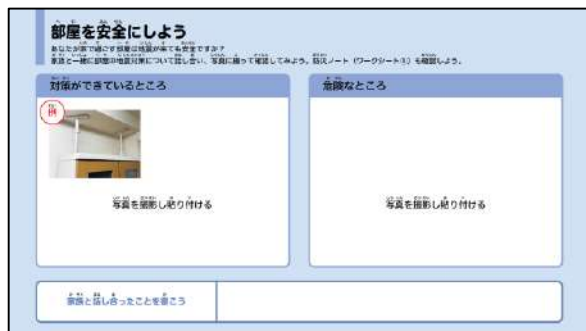 部屋を安全にしよう
あなたが家で過ごす部屋は地震が来ても安全ですか？
家族と一緒に部屋の地震対策について話し合い、写真に撮って確認してみよう。防災ノート（ワークシート①）も確認しよう。
対策ができているところ
危険なところ
例
写真を撮影し貼り付ける
写真を撮影し貼り付ける
家族と話し合ったことを書こう